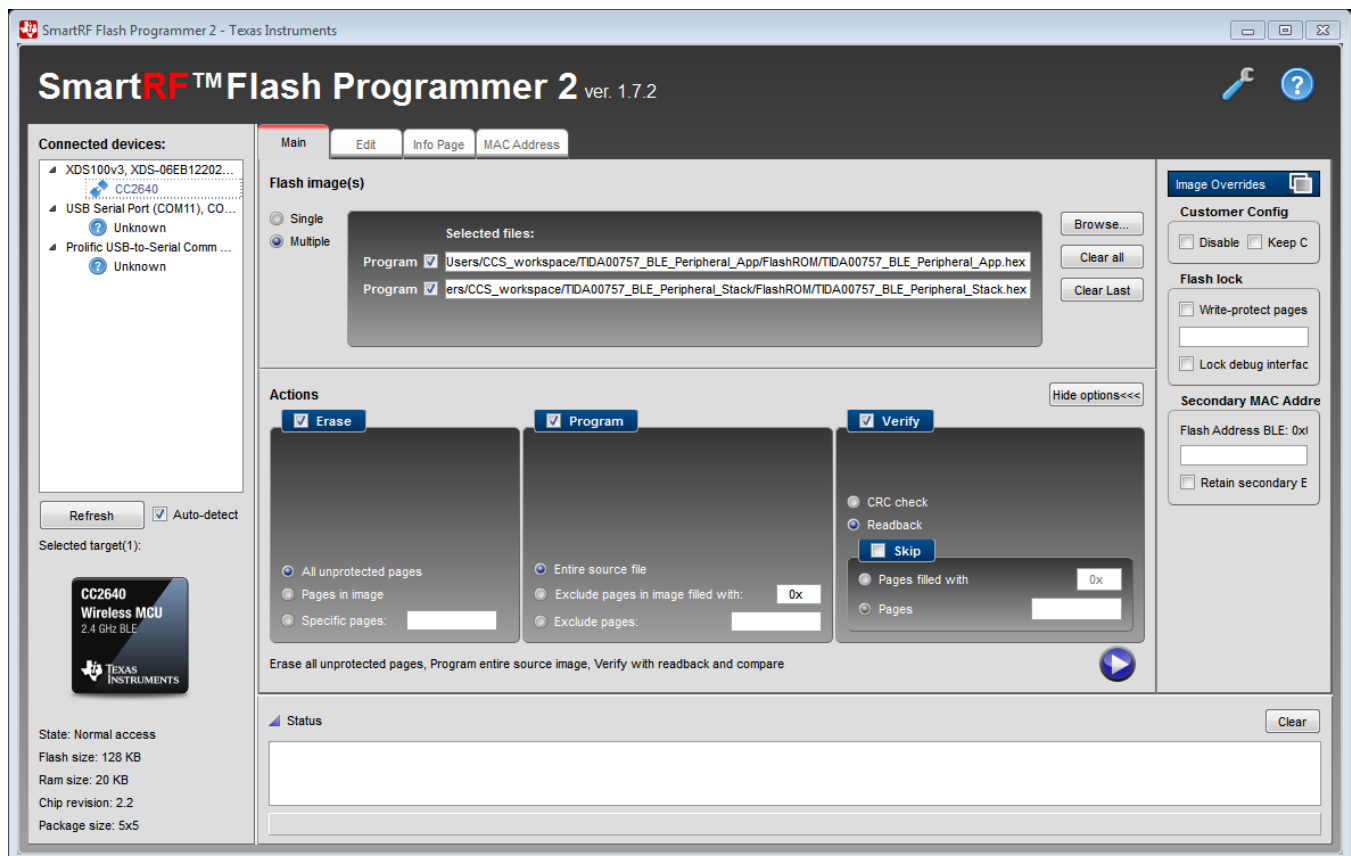 SmartRF Flash Programmer 2 - Texas Instruments
SmartRF™Flash Programmer 2 ver. 1.7.2
Connected devices:
XDS100v3, XDS-06EB12202...
CC2640
USB Serial Port (COM11), CO...
Unknown
Prolific USB-to-Serial Comm ...
Unknown
Refresh
Auto-detect
Selected target(1):
CC2640
Wireless MCU
2.4 GHz BLE
TEXAS
INSTRUMENTS
State: Normal access
Flash size: 128 KB
Ram size: 20 KB
Chip revision: 2.2
Package size: 5x5
Main
Edit
Info Page
MAC Address
Flash image(s)
Single
Multiple
Selected files:
Program Users/CCS_workspace/TIDA00757_BLE_Peripheral_App/FlashROM/TIDA00757_BLE_Peripheral_App.hex
Program ers/CCS_workspace/TIDA00757_BLE_Peripheral_Stack/FlashROM/TIDA00757_BLE_Peripheral_Stack.hex
Browse...
Clear all
Clear Last
Actions
Hide options<<<
Erase
All unprotected pages
Pages in image
Specific pages:
Program
Entire source file
Exclude pages in image filled with: 0x
Exclude pages:
Verify
CRC check
Readback
Skip
Pages filled with 0x
Pages
Erase all unprotected pages, Program entire source image, Verify with readback and compare
Status
Clear
Image Overrides
Customer Config
Disable Keep C
Flash lock
Write-protect pages
Lock debug interfac
Secondary MAC Addre
Flash Address BLE: 0x
Retain secondary E